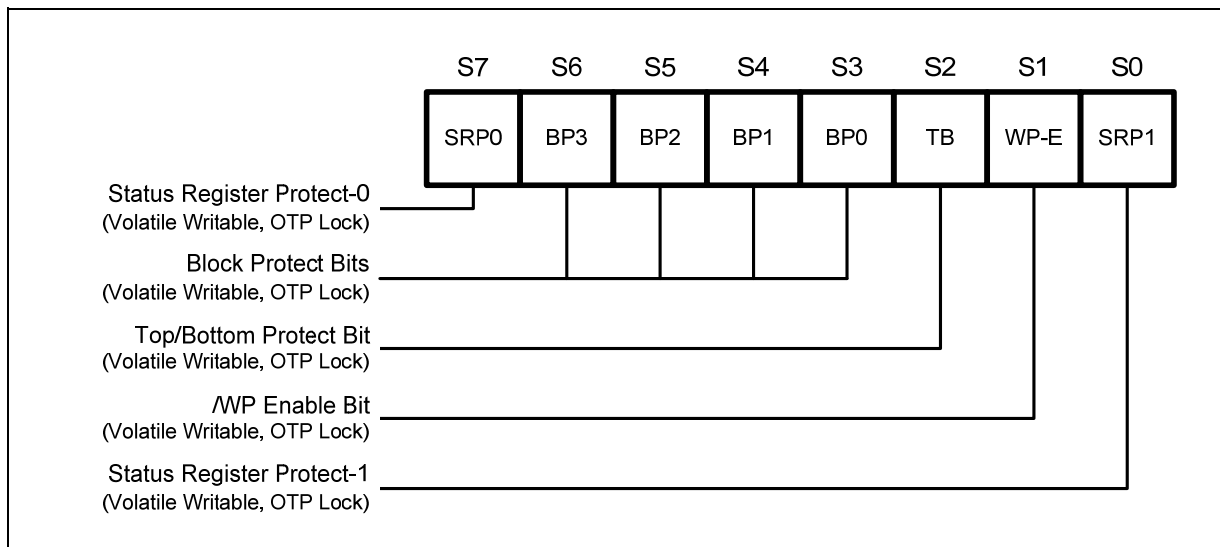 S7 S6 S5 S4 S3 S2 S1 S0
SRP0 BP3 BP2 BP1 BP0 TB WP-E SRP1
Status Register Protect-0
(Volatile Writable, OTP Lock)
Block Protect Bits
(Volatile Writable, OTP Lock)
Top/Bottom Protect Bit
(Volatile Writable, OTP Lock)
/WP Enable Bit
(Volatile Writable, OTP Lock)
Status Register Protect-1
(Volatile Writable, OTP Lock)